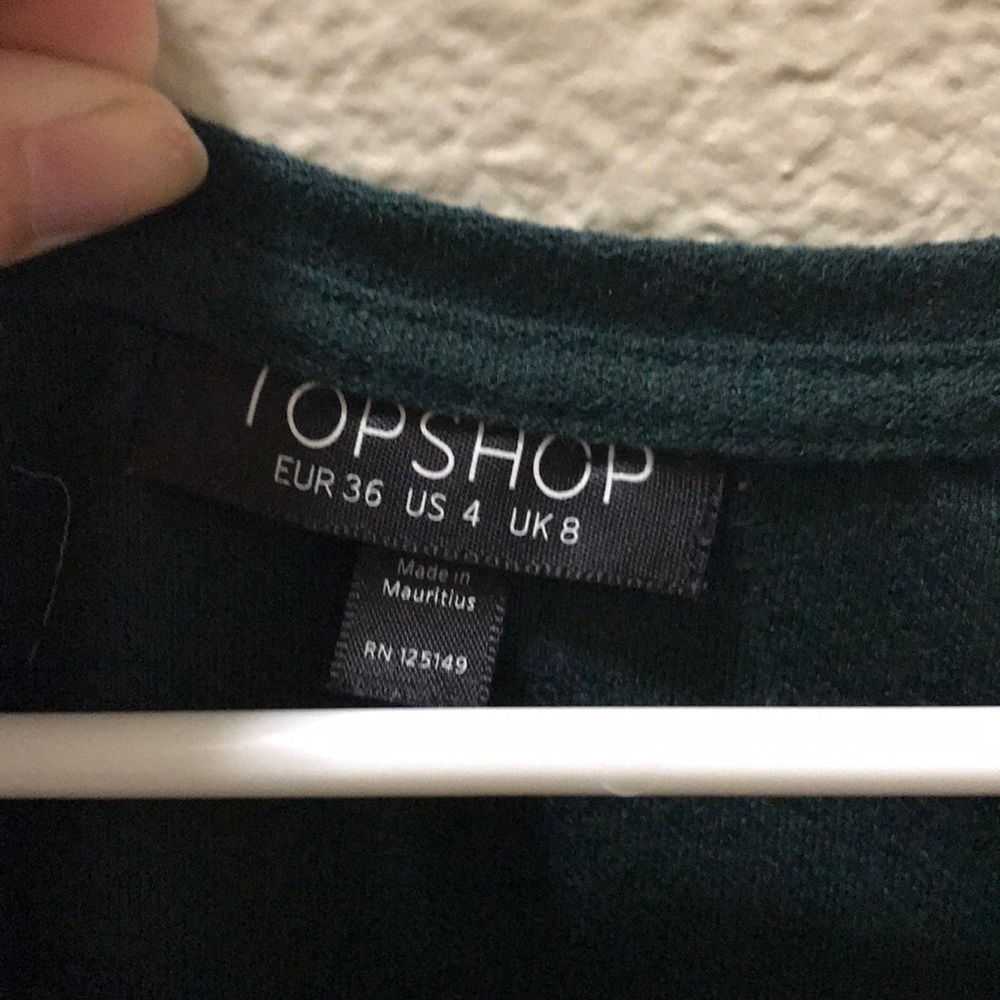 TOPSHOP
EUR 36 US 4 UK 8
Made in
Mauritius
RN 125149